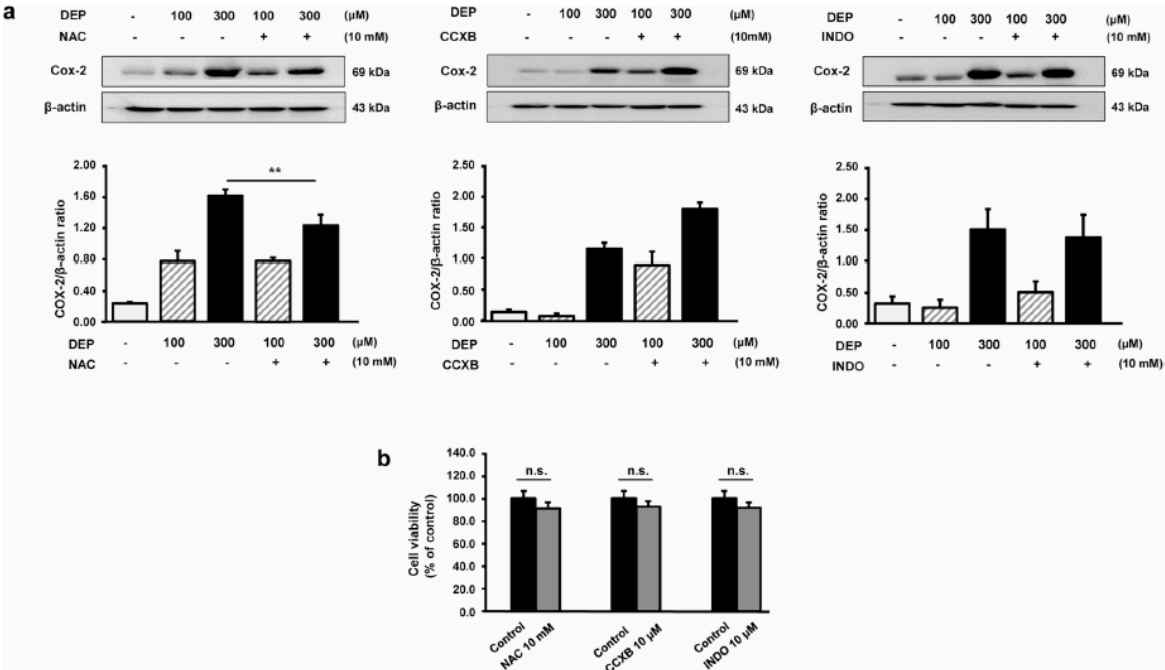 a
DEP - 100 300 100 300 (µM)
NAC - - - + + (10 mM)
Cox-2 69 kDa
β-actin 43 kDa
COX-2/β-actin ratio
2.00
1.60
1.20
0.80
0.40
0.00
**
DEP - 100 300 100 300 (µM)
NAC - - - + + (10 mM)
DEP - 100 300 100 300 (µM)
CCXB - - - + + (10mM)
Cox-2 69 kDa
β-actin 43 kDa
COX-2/β-actin ratio
2.50
2.00
1.50
1.00
0.50
0.00
DEP - 100 300 100 300 (µM)
CCXB - - - + + (10 mM)
DEP - 100 300 100 300 (µM)
INDO - - - + + (10 mM)
Cox-2 69 kDa
β-actin 43 kDa
COX-2/β-actin ratio
2.50
2.00
1.50
1.00
0.50
0.00
DEP - 100 300 100 300 (µM)
INDO - - - + + (10 mM)
b
Cell viability
(% of control)
140.0
120.0
100.0
80.0
60.0
40.0
20.0
0.0
n.s. n.s. n.s.
Control
NAC 10 mM
Control
CCXB 10 µM
Control
INDO 10 µM